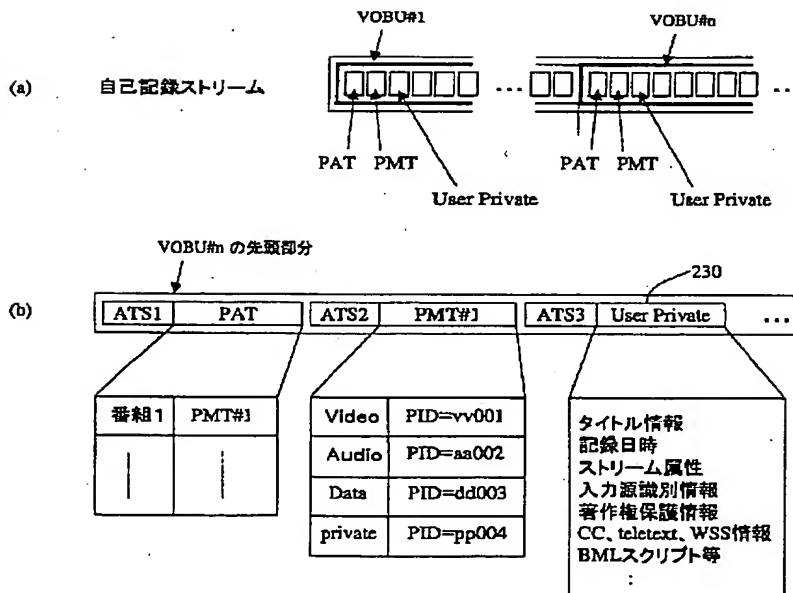 VOBU#1
VOBU#n
(a) 自己記録ストリーム
...
...
PAT PMT User Private
PAT PMT User Private
VOBU#n の先頭部分
230
(b)
ATS1 PAT ATS2 PMT#1 ATS3 User Private ...
番組1 PMT#1
Video PID=vv001
Audio PID=aa002
Data PID=dd003
private PID=pp004
タイトル情報
記録日時
ストリーム属性
入力源識別情報
著作権保護情報
CC、teletext、WSS情報
BMLスクリプト等
: